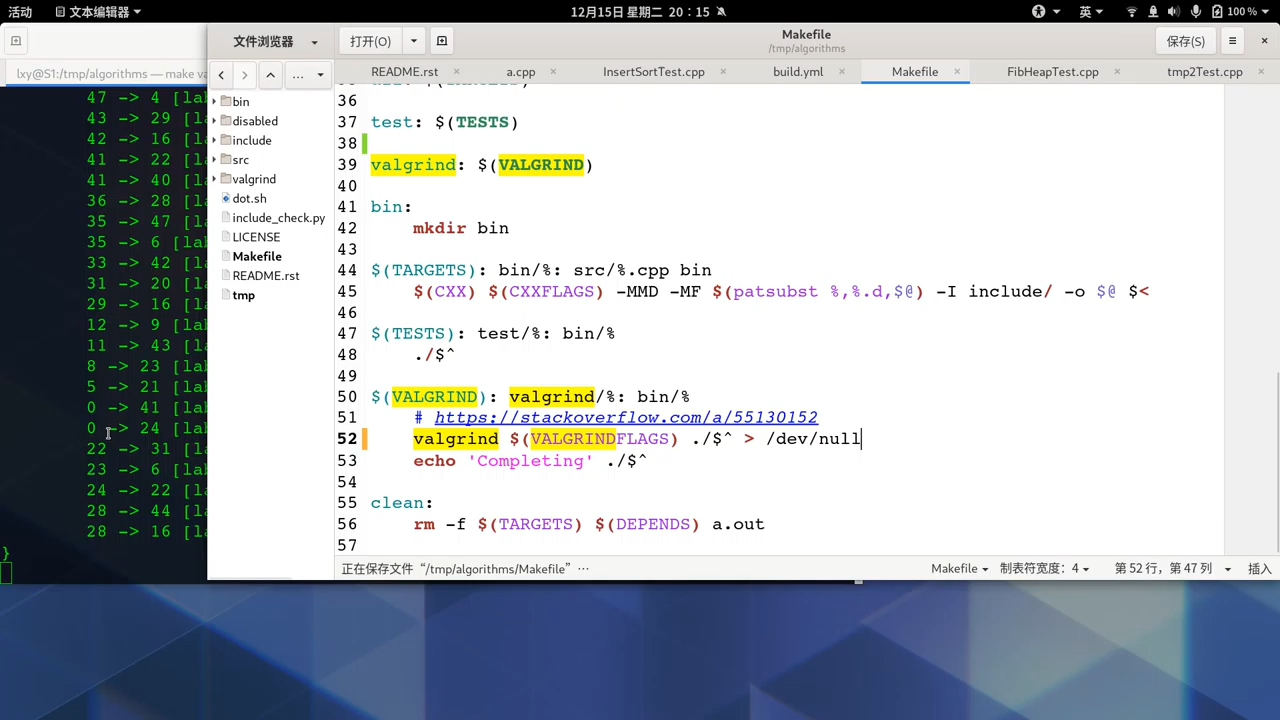 活动 文本编辑器 12月15日 星期二 20：15 英 100 %
文件浏览器 打开(O) Makefile /tmp/algorithms 保存(S)
lxy@S1:/tmp/algorithms — make va
README.rst a.cpp InsertSortTest.cpp build.yml Makefile FibHeapTest.cpp tmp2Test.cpp
47 -> 4 [lab
43 -> 29 [la
42 -> 16 [la
41 -> 22 [la
41 -> 40 [la
36 -> 28 [la
35 -> 47 [la
35 -> 6 [lab
33 -> 42 [la
31 -> 20 [la
29 -> 16 [la
12 -> 9 [lab
11 -> 43 [la
8 -> 23 [lab
5 -> 21 [lab
0 -> 41 [lab
0 -> 24 [lab
22 -> 31 [la
23 -> 6 [lab
24 -> 22 [la
28 -> 44 [la
28 -> 16 [la
}
...
bin
disabled
include
src
valgrind
dot.sh
include_check.py
LICENSE
Makefile
README.rst
tmp
36
37 test: $(TESTS)
38
39 valgrind: $(VALGRIND)
40
41 bin:
42 mkdir bin
43
44 $(TARGETS): bin/%: src/%.cpp bin
45 $(CXX) $(CXXFLAGS) -MMD -MF $(patsubst %,%.d,$@) -I include/ -o $@ $<
46
47 $(TESTS): test/%: bin/%
48 ./$^
49
50 $(VALGRIND): valgrind/%: bin/%
51 # https://stackoverflow.com/a/55130152
52 valgrind $(VALGRINDFLAGS) ./$^ > /dev/null
53 echo 'Completing' ./$^
54
55 clean:
56 rm -f $(TARGETS) $(DEPENDS) a.out
57
正在保存文件 “/tmp/algorithms/Makefile” … Makefile 制表符宽度：4 第 52 行，第 47 列 插入